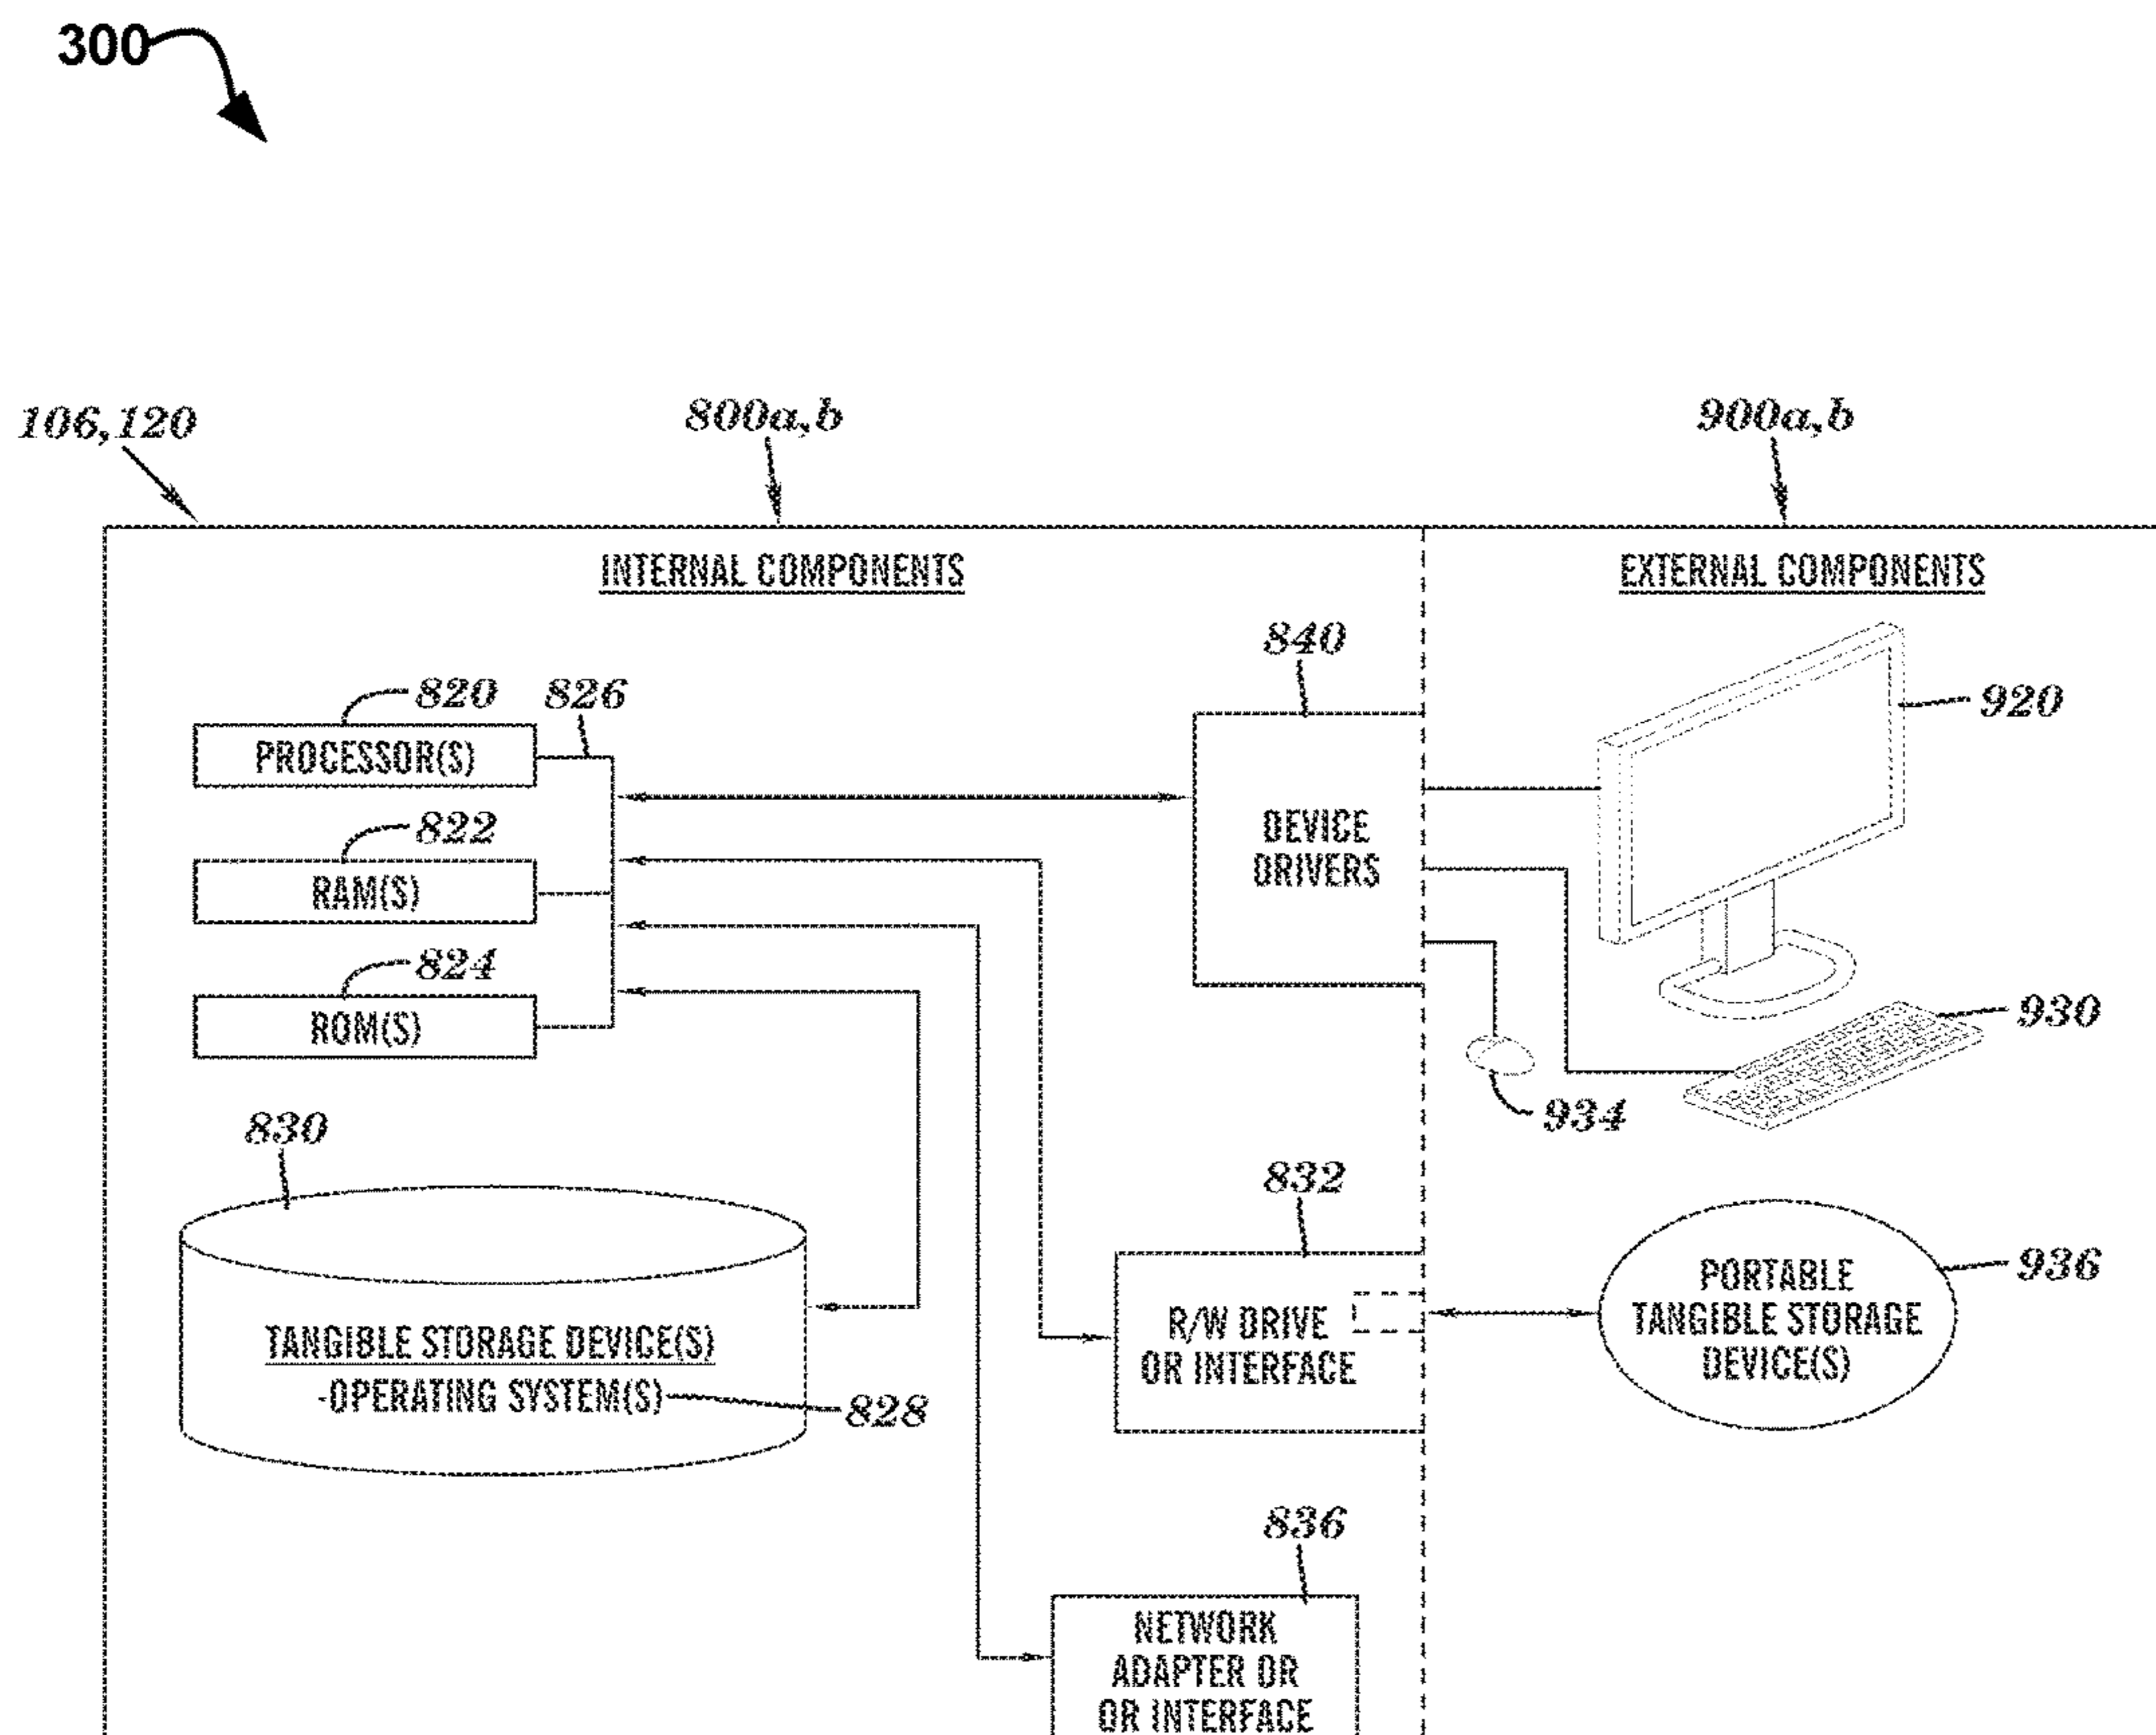 300
106,120
800a,b
900a,b
INTERNAL COMPONENTS
EXTERNAL COMPONENTS
840
820
826
920
PROCESSOR(S)
822
DEVICE
DRIVERS
RAM(S)
824
930
ROM(S)
934
830
832
936
PORTABLE
TANGIBLE STORAGE
DEVICE(S)
R/W DRIVE
OR INTERFACE
TANGIBLE STORAGE DEVICE(S)
-OPERATING SYSTEM(S)
828
836
NETWORK
ADAPTER OR
OR INTERFACE